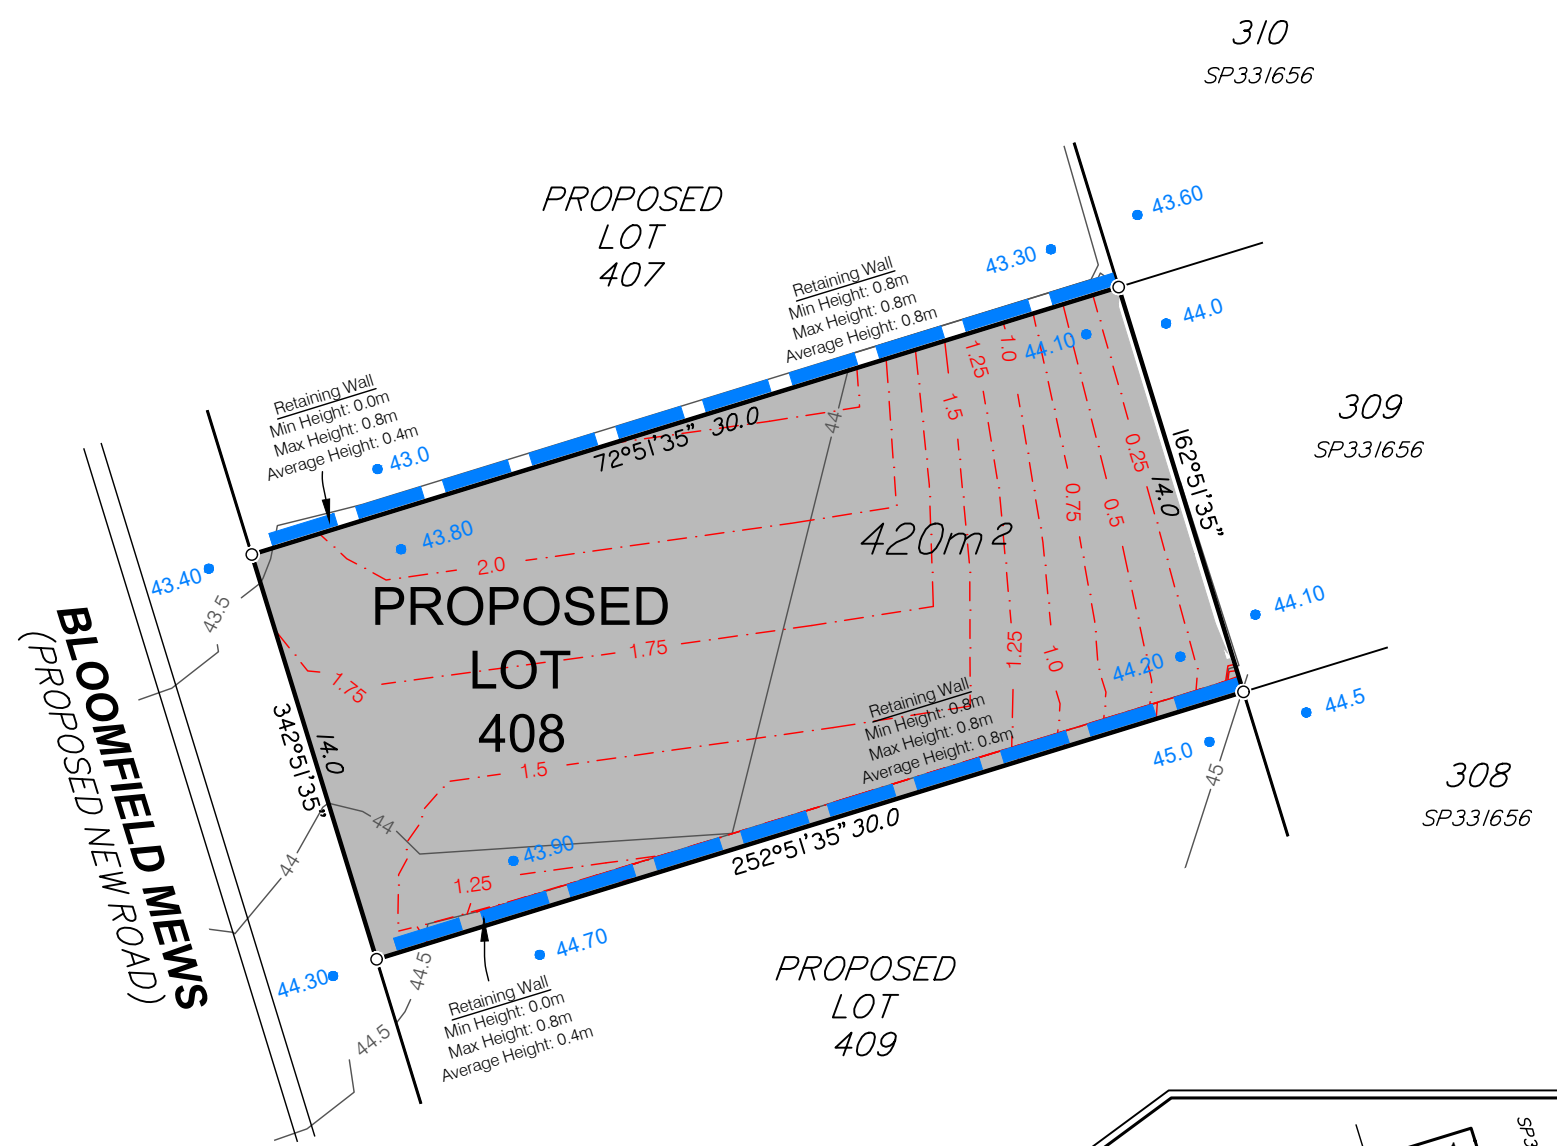 310
SP331656
PROPOSED
LOT
407
43.60
43.30
Retaining Wall
Min Height: 0.8m
Max Height: 0.8m
Average Height: 0.8m
44.0
44.10
1.0
1.25
Retaining Wall
Min Height: 0.0m
Max Height: 0.8m
Average Height: 0.4m
43.0
72°51'35" 30.0
44
1.5
309
SP331656
0.25
162°51'35"
14.0
0.75
0.5
43.80
420m²
2.0
43.40
43.5
PROPOSED
LOT
408
1.75
1.75
1.25
1.0
44.10
44.20
E
BLOOMFIELD MEWS
(PROPOSED NEW ROAD)
342°51'35"
14.0
Retaining Wall
Min Height: 0.8m
Max Height: 0.8m
Average Height: 0.8m
44.5
45.0
45
1.5
308
SP331656
44
44
43.90
252°51'35" 30.0
1.25
44.70
44.30
44.5
44.5
Retaining Wall
Min Height: 0.0m
Max Height: 0.8m
Average Height: 0.4m
PROPOSED
LOT
409
SP3